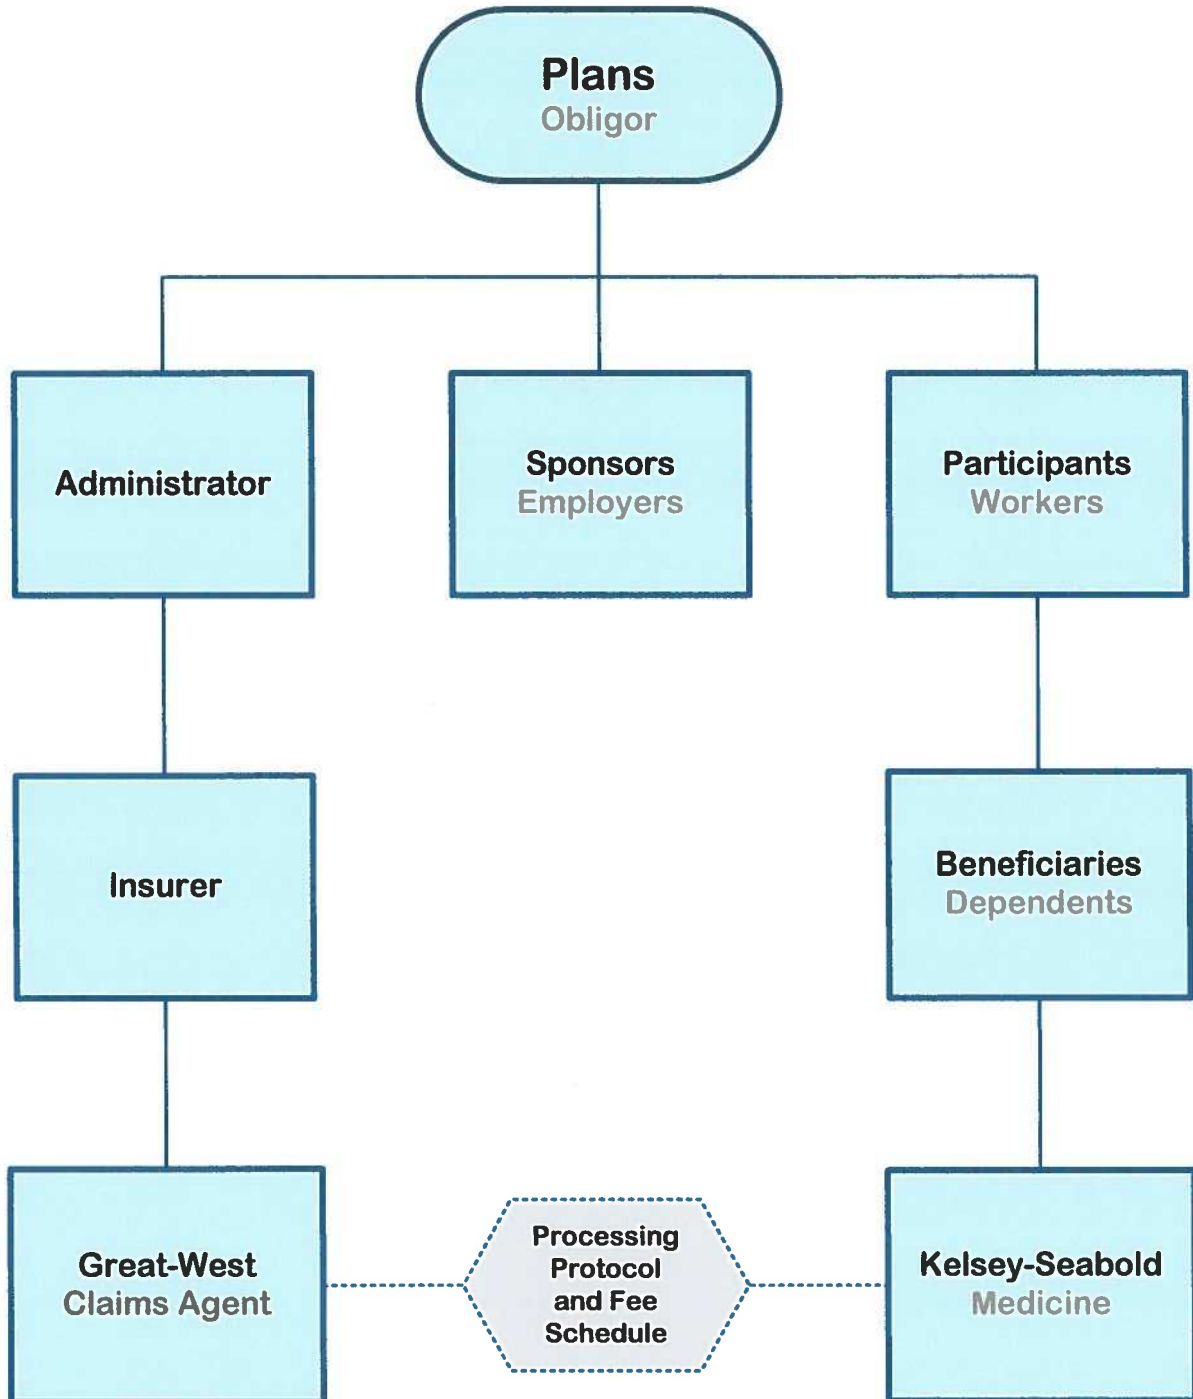 Plans
Obligor
Administrator
Sponsors
Employers
Participants
Workers
Insurer
Beneficiaries
Dependents
Great-West
Claims Agent
Processing
Protocol
and Fee
Schedule
Kelsey-Seabold
Medicine